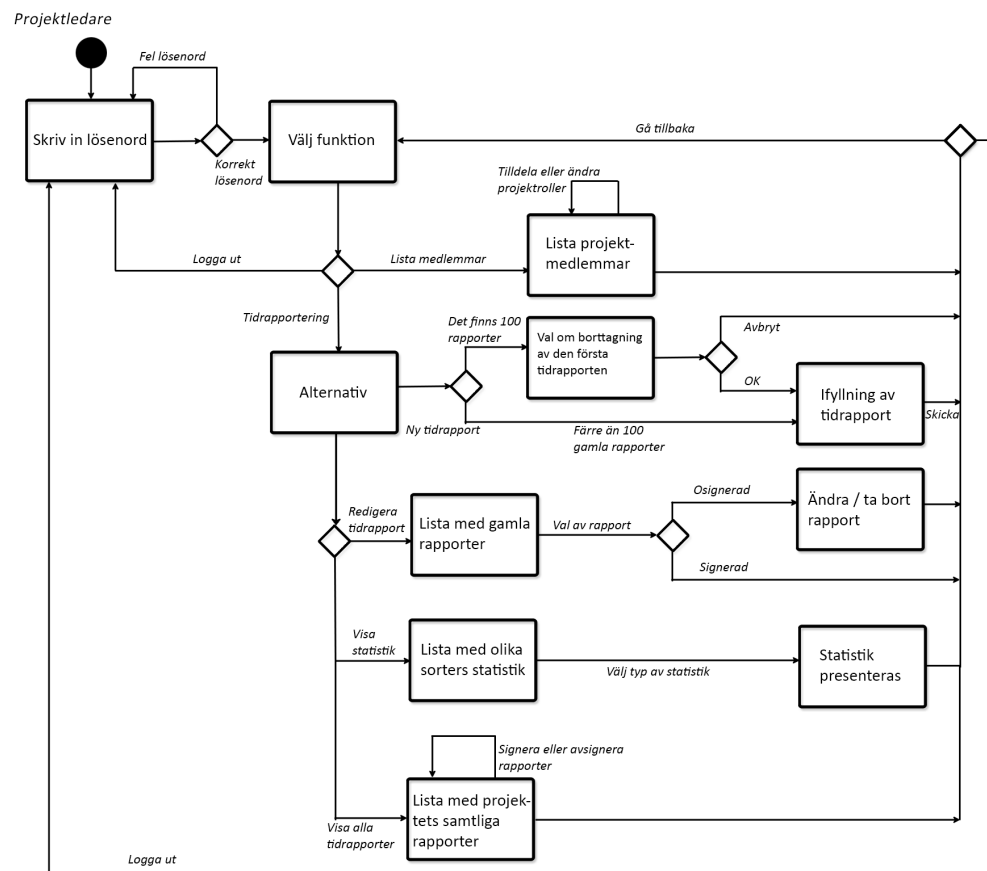 Projektledare
Fel lösenord
Skriv in lösenord
Välj funktion
Korrekt
lösenord
Gå tillbaka
Tilldela eller ändra
projektroller
Lista projekt-
medlemmar
Logga ut
Lista medlemmar
Tidrapportering
Det finns 100
rapporter
Val om borttagning
av den första
tidrapporten
Avbryt
OK
Alternativ
Ifyllning av
tidrapport
Skicka
Ny tidrapport
Färre än 100
gamla rapporter
Redigera
tidrapport
Lista med gamla
rapporter
Val av rapport
Osignerad
Ändra / ta bort
rapport
Signerad
Visa
statistik
Lista med olika
sorters statistik
Välj typ av statistik
Statistik
presenteras
Signera eller avsignera
rapporter
Lista med projek-
tets samtliga
rapporter
Visa alla
tidrapporter
Logga ut